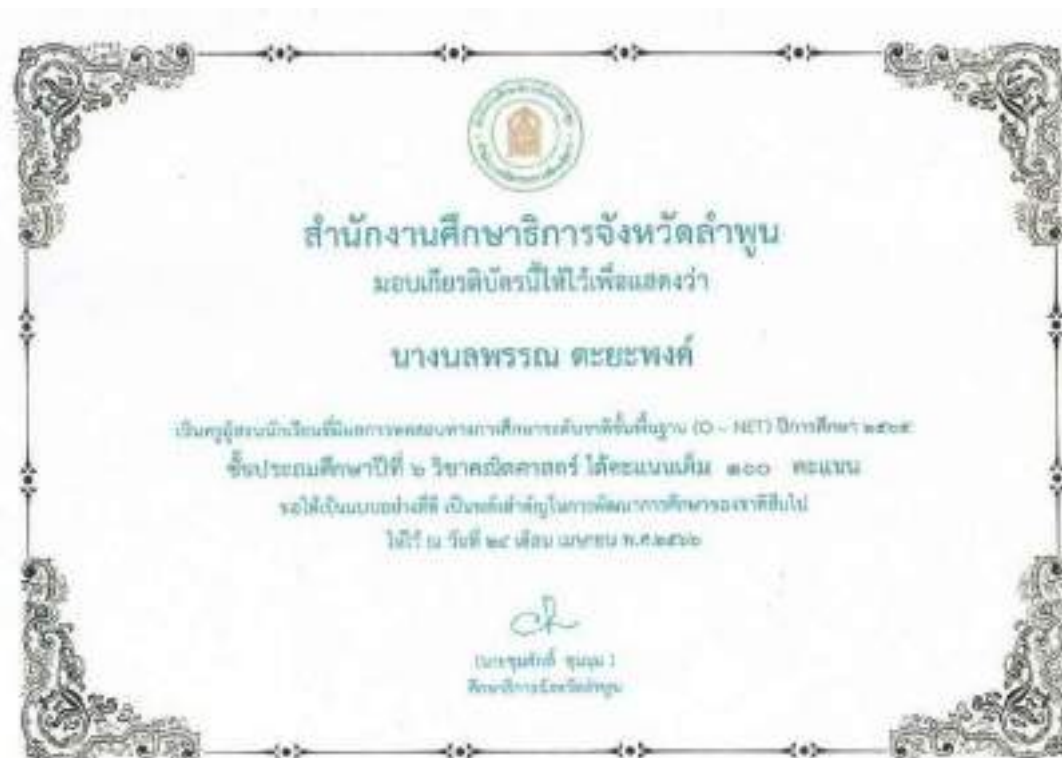 สำนักงานศึกษาธิการจังหวัดลำพูน
มอบเกียรติบัตรนี้ให้ไว้เพื่อแสดงว่า
นางนลพรรณ ตะยะพงค์
เป็นครูผู้สอนนักเรียนที่มีผลการทดสอบทางการศึกษาระดับชาติขั้นพื้นฐาน (O – NET) ปีการศึกษา ๒๕๖๕
ชั้นประถมศึกษาปีที่ ๖ วิชาคณิตศาสตร์ ได้คะแนนเต็ม ๑๐๐ คะแนน
ขอให้เป็นแบบอย่างที่ดี เป็นพลังสำคัญในการพัฒนาการศึกษาของชาติสืบไป
ให้ไว้ ณ วันที่ ๒๔ เดือน เมษายน พ.ศ.๒๕๖๖
ศึกษาธิการจังหวัดลำพูน